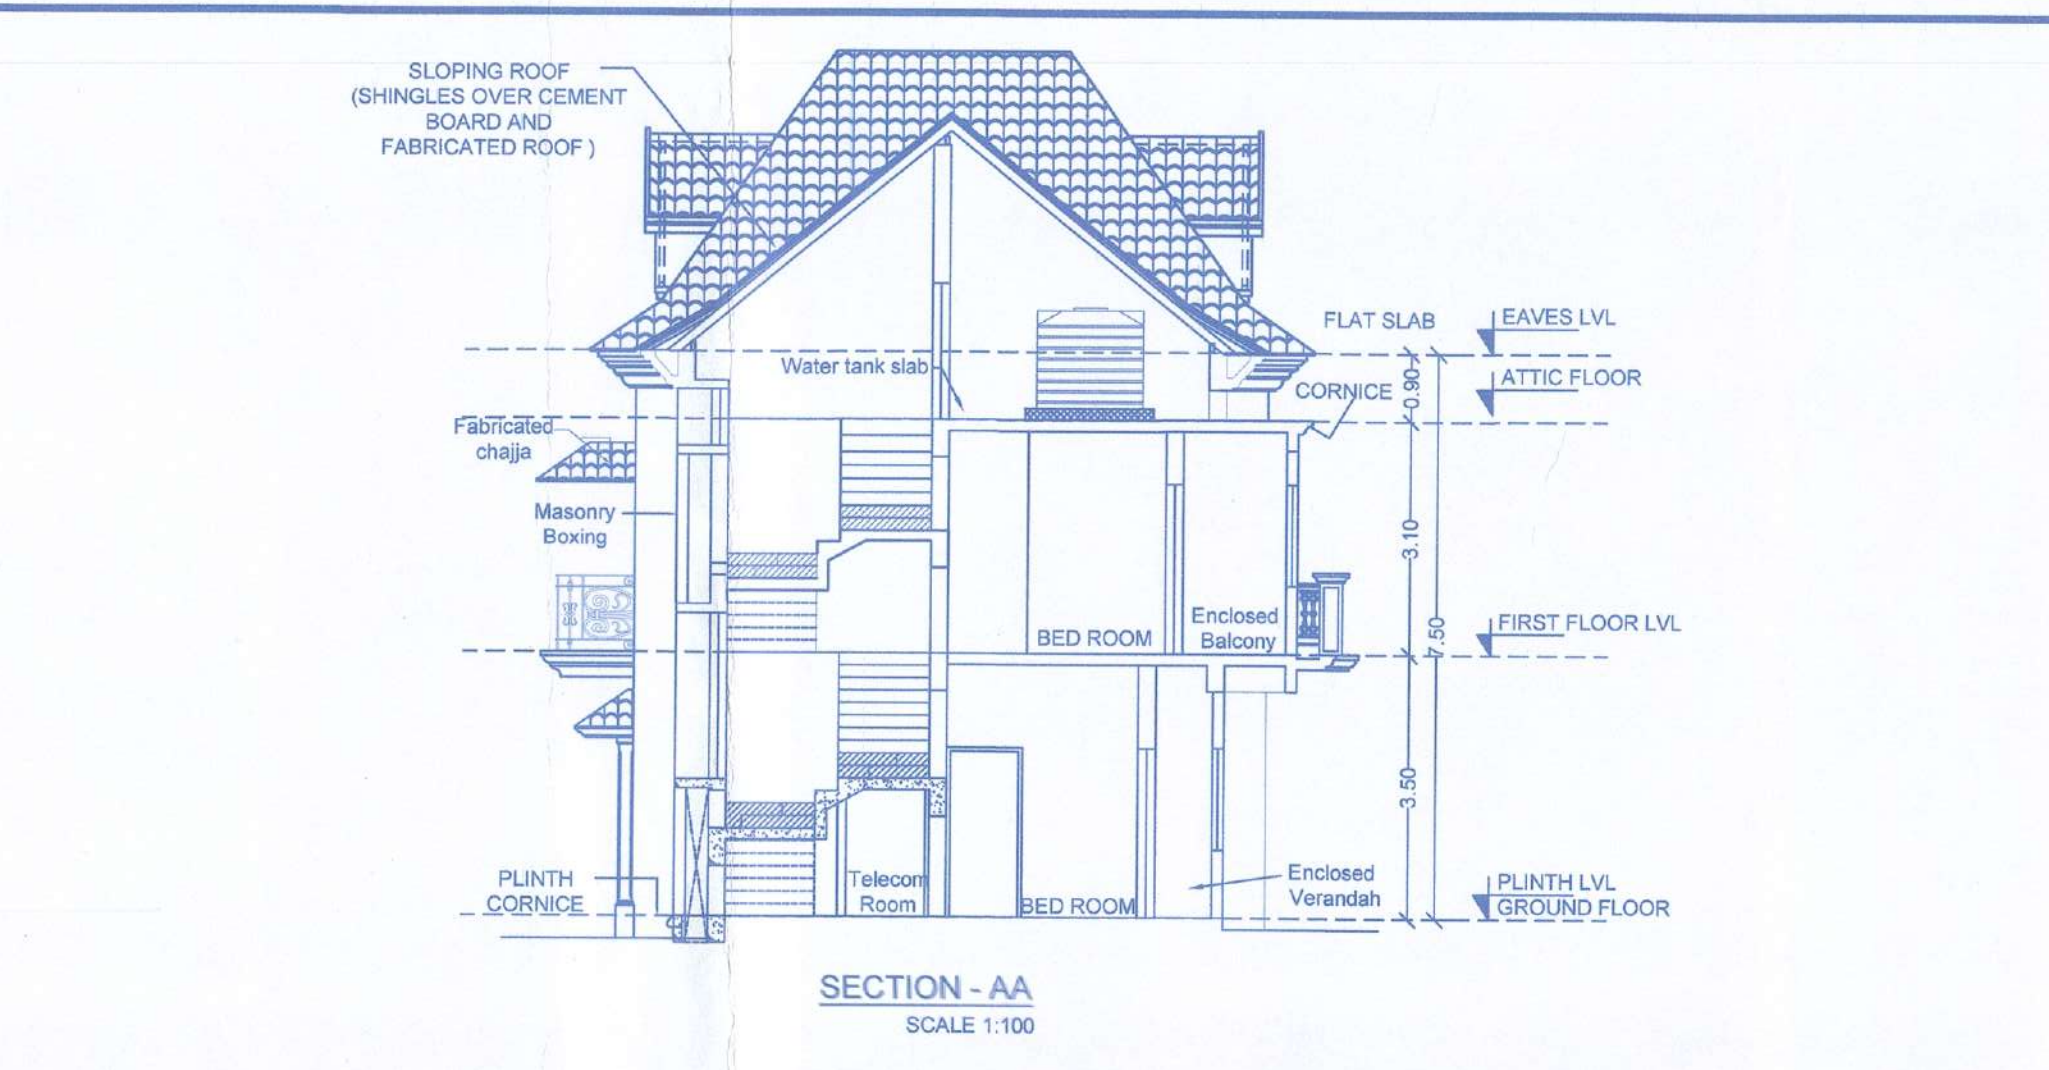 SLOPING ROOF
(SHINGLES OVER CEMENT
BOARD AND
FABRICATED ROOF )
FLAT SLAB
EAVES LVL
Water tank slab
ATTIC FLOOR
CORNICE
0.90
Fabricated
chajja
Masonry
Boxing
3.10
BED ROOM
Enclosed
Balcony
FIRST FLOOR LVL
7.50
3.50
PLINTH
CORNICE
Telecom
Room
BED ROOM
Enclosed
Verandah
PLINTH LVL
GROUND FLOOR
SECTION - AA
SCALE 1:100